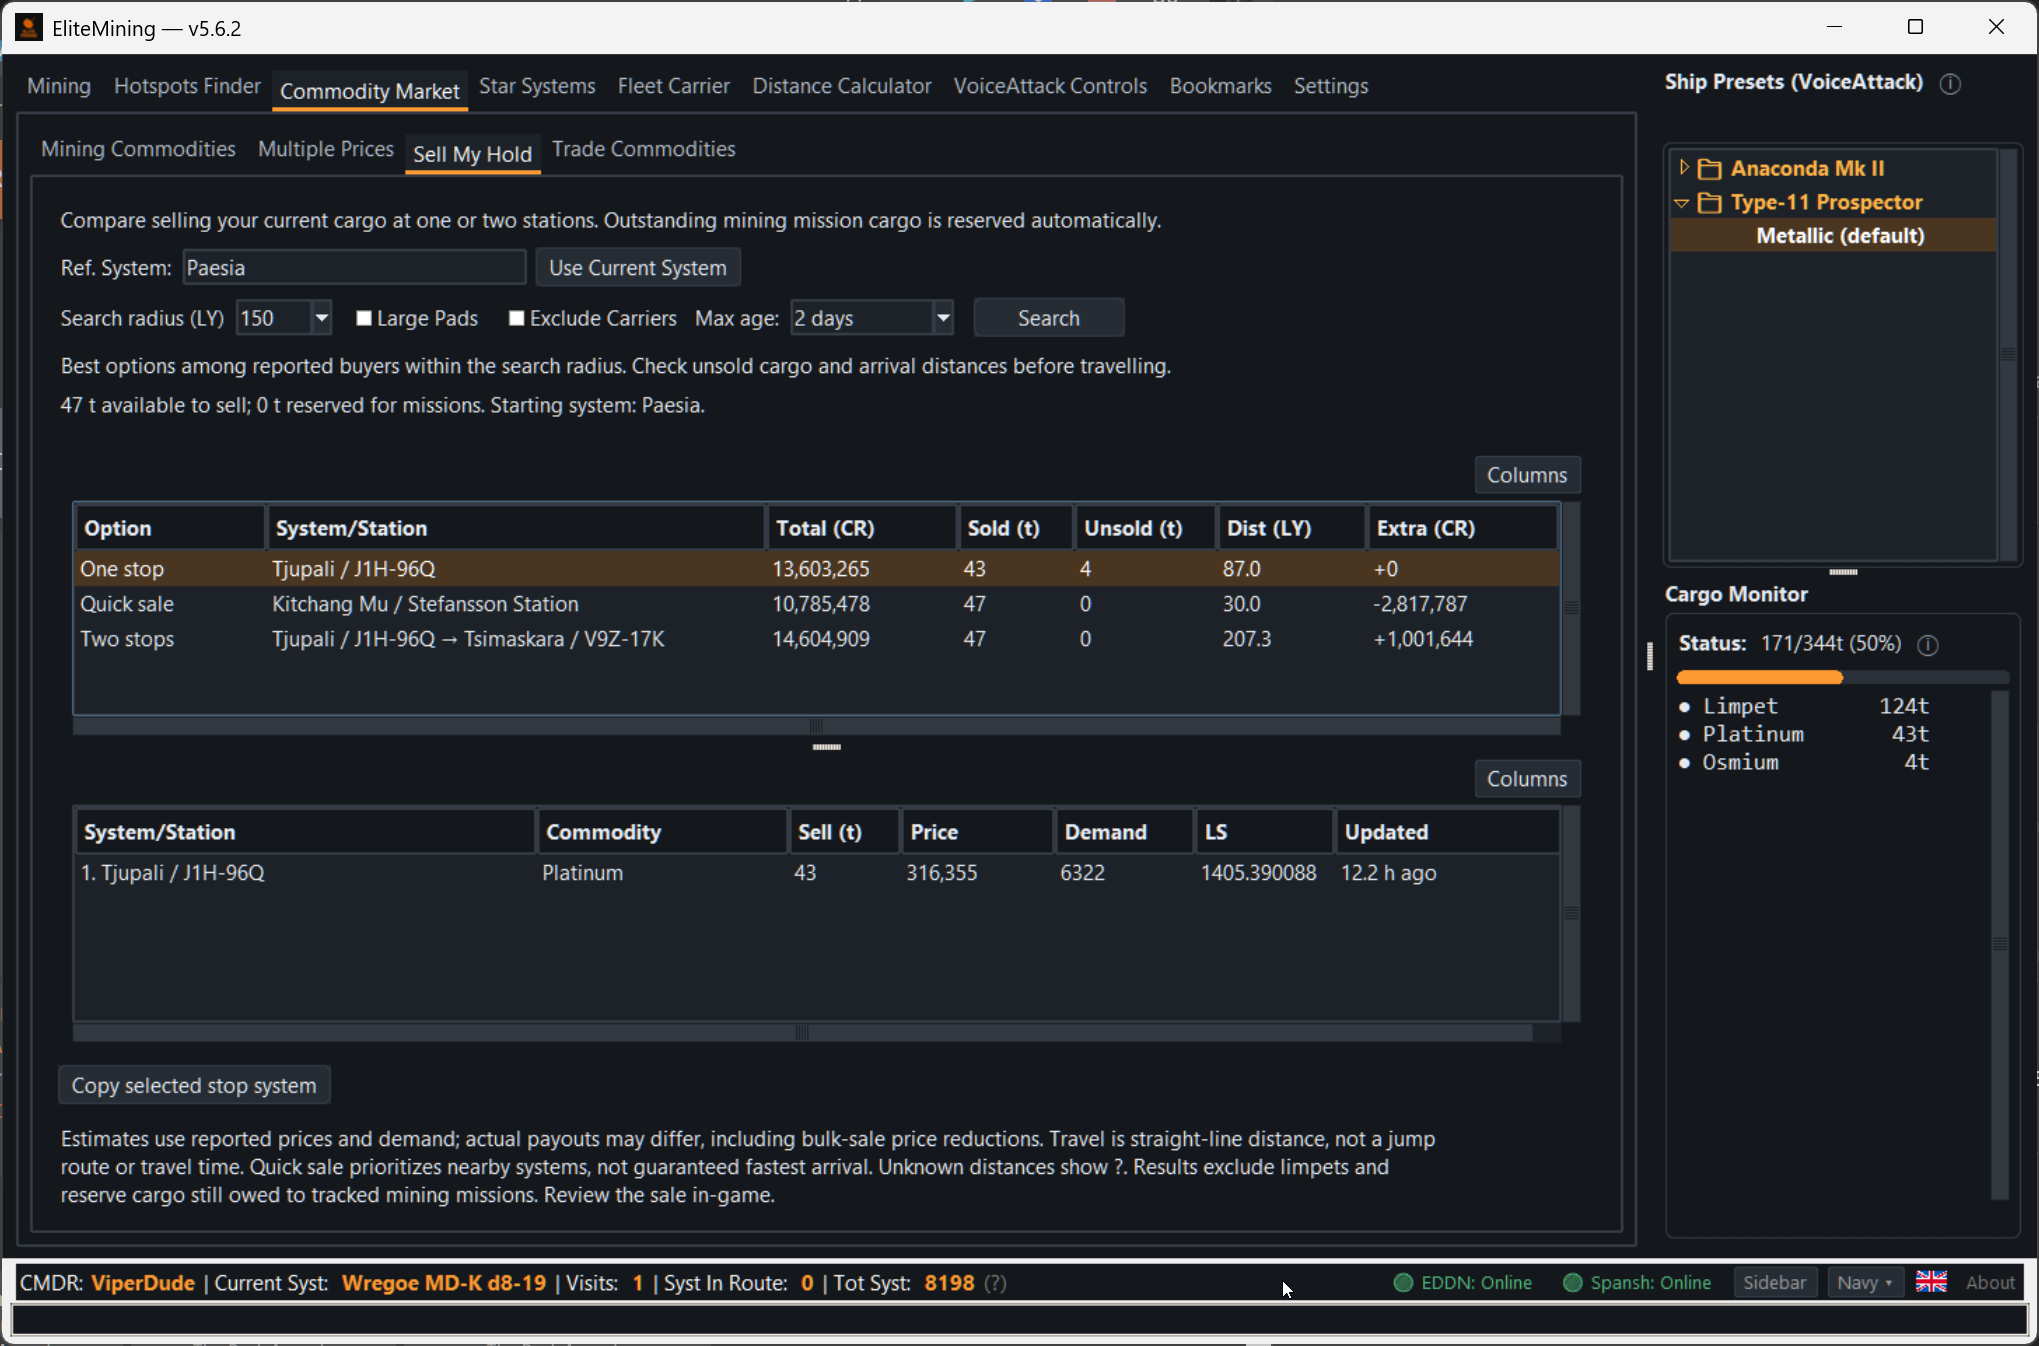 EliteMining — v5.6.2
Mining Hotspots Finder Commodity Market Star Systems Fleet Carrier Distance Calculator VoiceAttack Controls Bookmarks Settings
Mining Commodities Multiple Prices Sell My Hold Trade Commodities
Compare selling your current cargo at one or two stations. Outstanding mining mission cargo is reserved automatically.
Ref. System: Paesia Use Current System
Search radius (LY) 150 Large Pads Exclude Carriers Max age: 2 days Search
Best options among reported buyers within the search radius. Check unsold cargo and arrival distances before travelling.
47 t available to sell; 0 t reserved for missions. Starting system: Paesia.
Columns
Option System/Station Total (CR) Sold (t) Unsold (t) Dist (LY) Extra (CR)
One stop Tjupali / J1H-96Q 13,603,265 43 4 87.0 +0
Quick sale Kitchang Mu / Stefansson Station 10,785,478 47 0 30.0 -2,817,787
Two stops Tjupali / J1H-96Q → Tsimaskara / V9Z-17K 14,604,909 47 0 207.3 +1,001,644
Columns
System/Station Commodity Sell (t) Price Demand LS Updated
1. Tjupali / J1H-96Q Platinum 43 316,355 6322 1405.390088 12.2 h ago
Copy selected stop system
Estimates use reported prices and demand; actual payouts may differ, including bulk-sale price reductions. Travel is straight-line distance, not a jump
route or travel time. Quick sale prioritizes nearby systems, not guaranteed fastest arrival. Unknown distances show ?. Results exclude limpets and
reserve cargo still owed to tracked mining missions. Review the sale in-game.
Ship Presets (VoiceAttack)
Anaconda Mk II
Type-11 Prospector
Metallic (default)
Cargo Monitor
Status: 171/344t (50%)
Limpet 124t
Platinum 43t
Osmium 4t
CMDR: ViperDude | Current Syst: Wregoe MD-K d8-19 | Visits: 1 | Syst In Route: 0 | Tot Syst: 8198 (?)
EDDN: Online Spansh: Online Sidebar Navy About